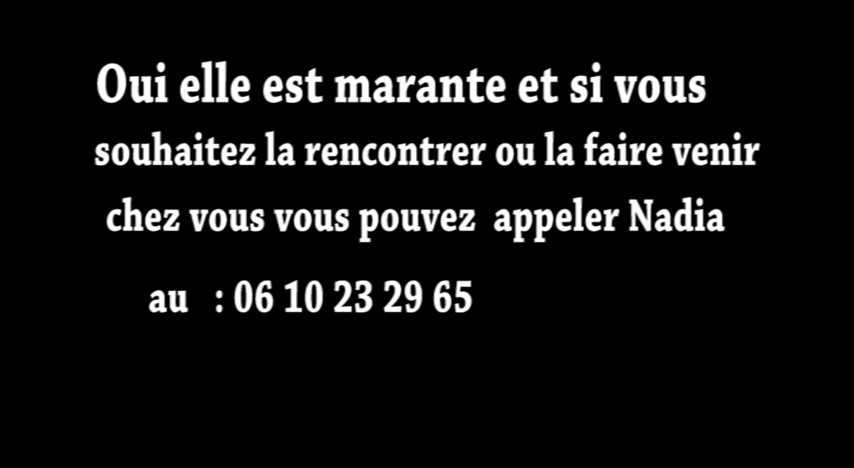 Oui elle est marante et si vous
souhaitez la rencontrer ou la faire venir
chez vous vous pouvez appeler Nadia
au : 06 10 23 29 65